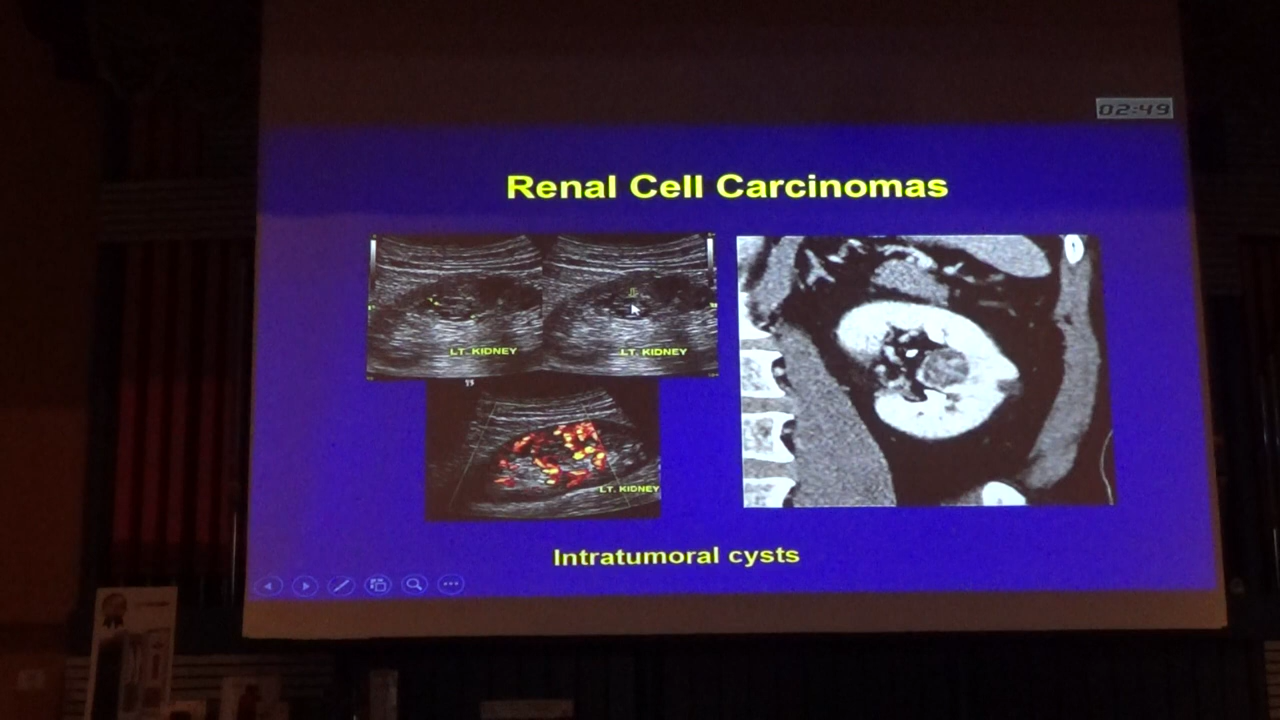 02:49
Renal Cell Carcinomas
LT. KIDNEY
LT. KIDNEY
LT. KIDNEY
Intratumoral cysts